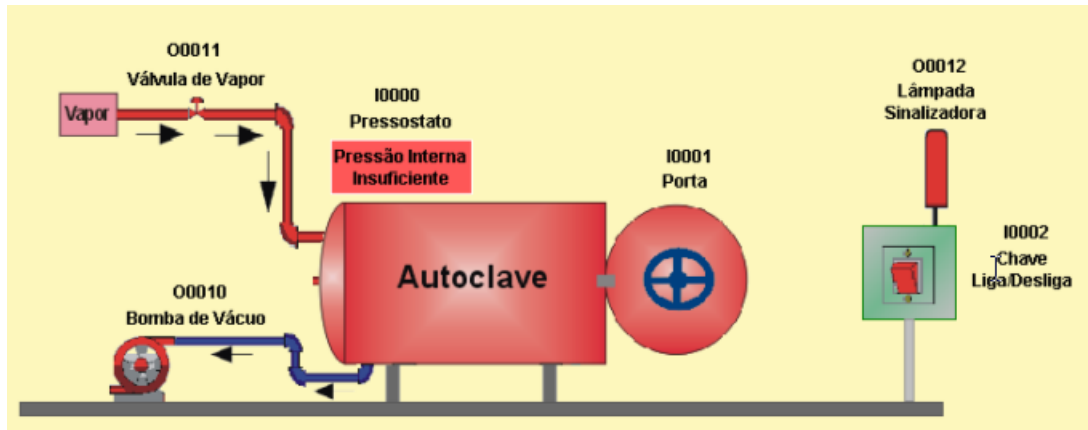 O0011
Válvula de Vapor
Vapor
I0000
Pressostato
Pressão Interna
Insuficiente
I0001
Porta
O0012
Lâmpada
Sinalizadora
Autoclave
I0002
Chave
Liga/Desliga
O0010
Bomba de Vácuo